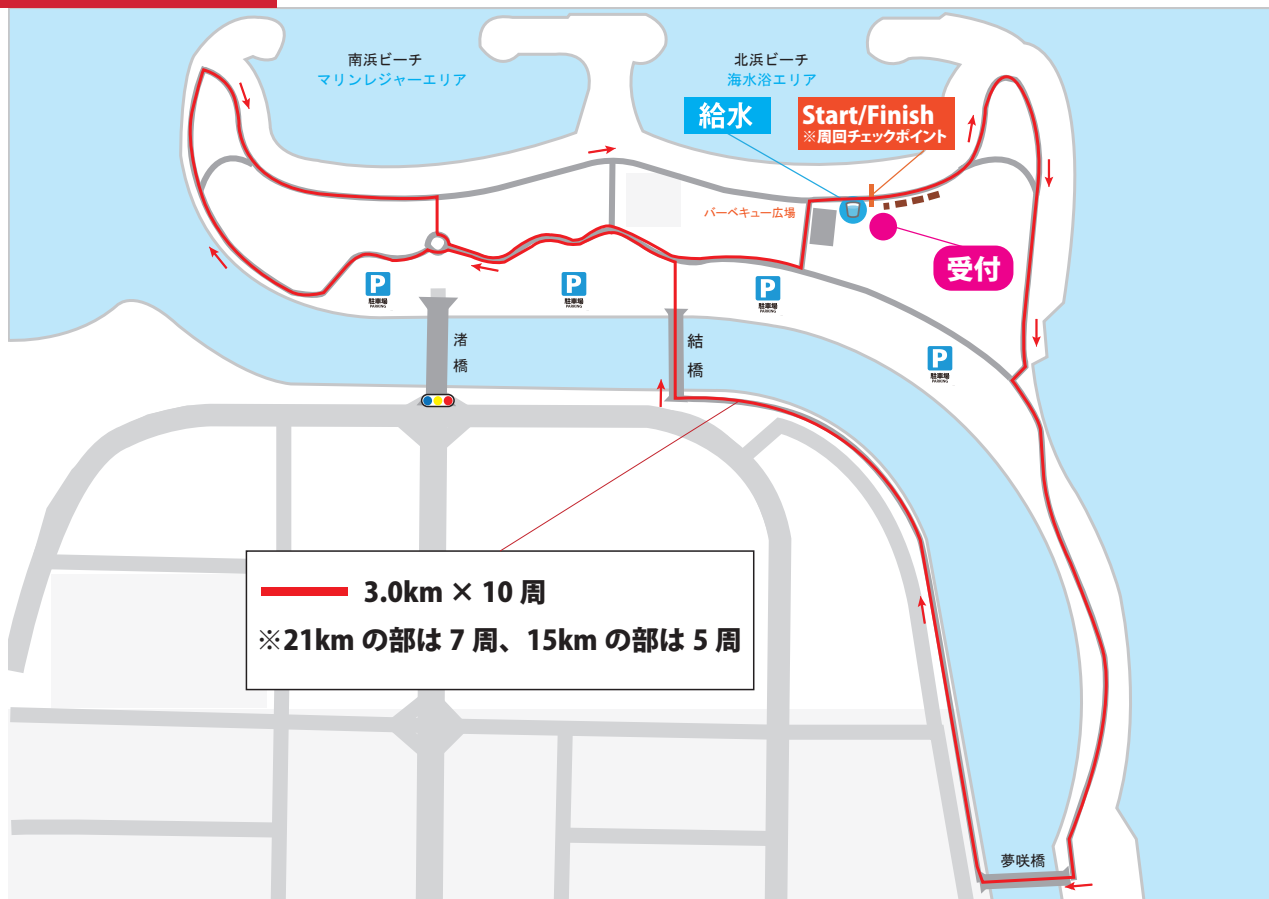 南浜ビーチ
マリンレジャーエリア
北浜ビーチ
海水浴エリア
給水
Start/Finish
※周回チェックポイント
バーベキュー広場
受付
P
駐車場
PARKING
P
駐車場
PARKING
P
駐車場
PARKING
P
駐車場
PARKING
渚橋
結橋
3.0km × 10 周
※21km の部は 7 周、15km の部は 5 周
夢咲橋